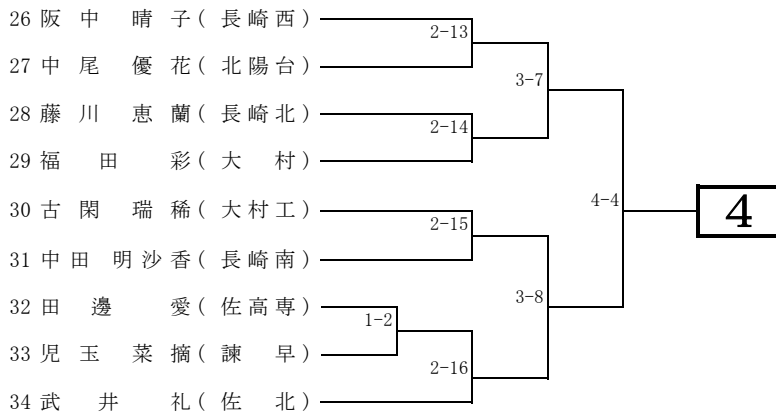 26 阪中 晴子(長崎西)
2-13
27 中尾 優花(北陽台)
3-7
28 藤川 恵蘭(長崎北)
2-14
29 福田 彩(大村)
4-4
4
30 古閑 瑞稀(大村工)
2-15
31 中田 明沙香(長崎南)
3-8
32 田邊 愛(佐高専)
1-2
33 児玉 菜摘(諫早)
2-16
34 武井 礼(佐北)